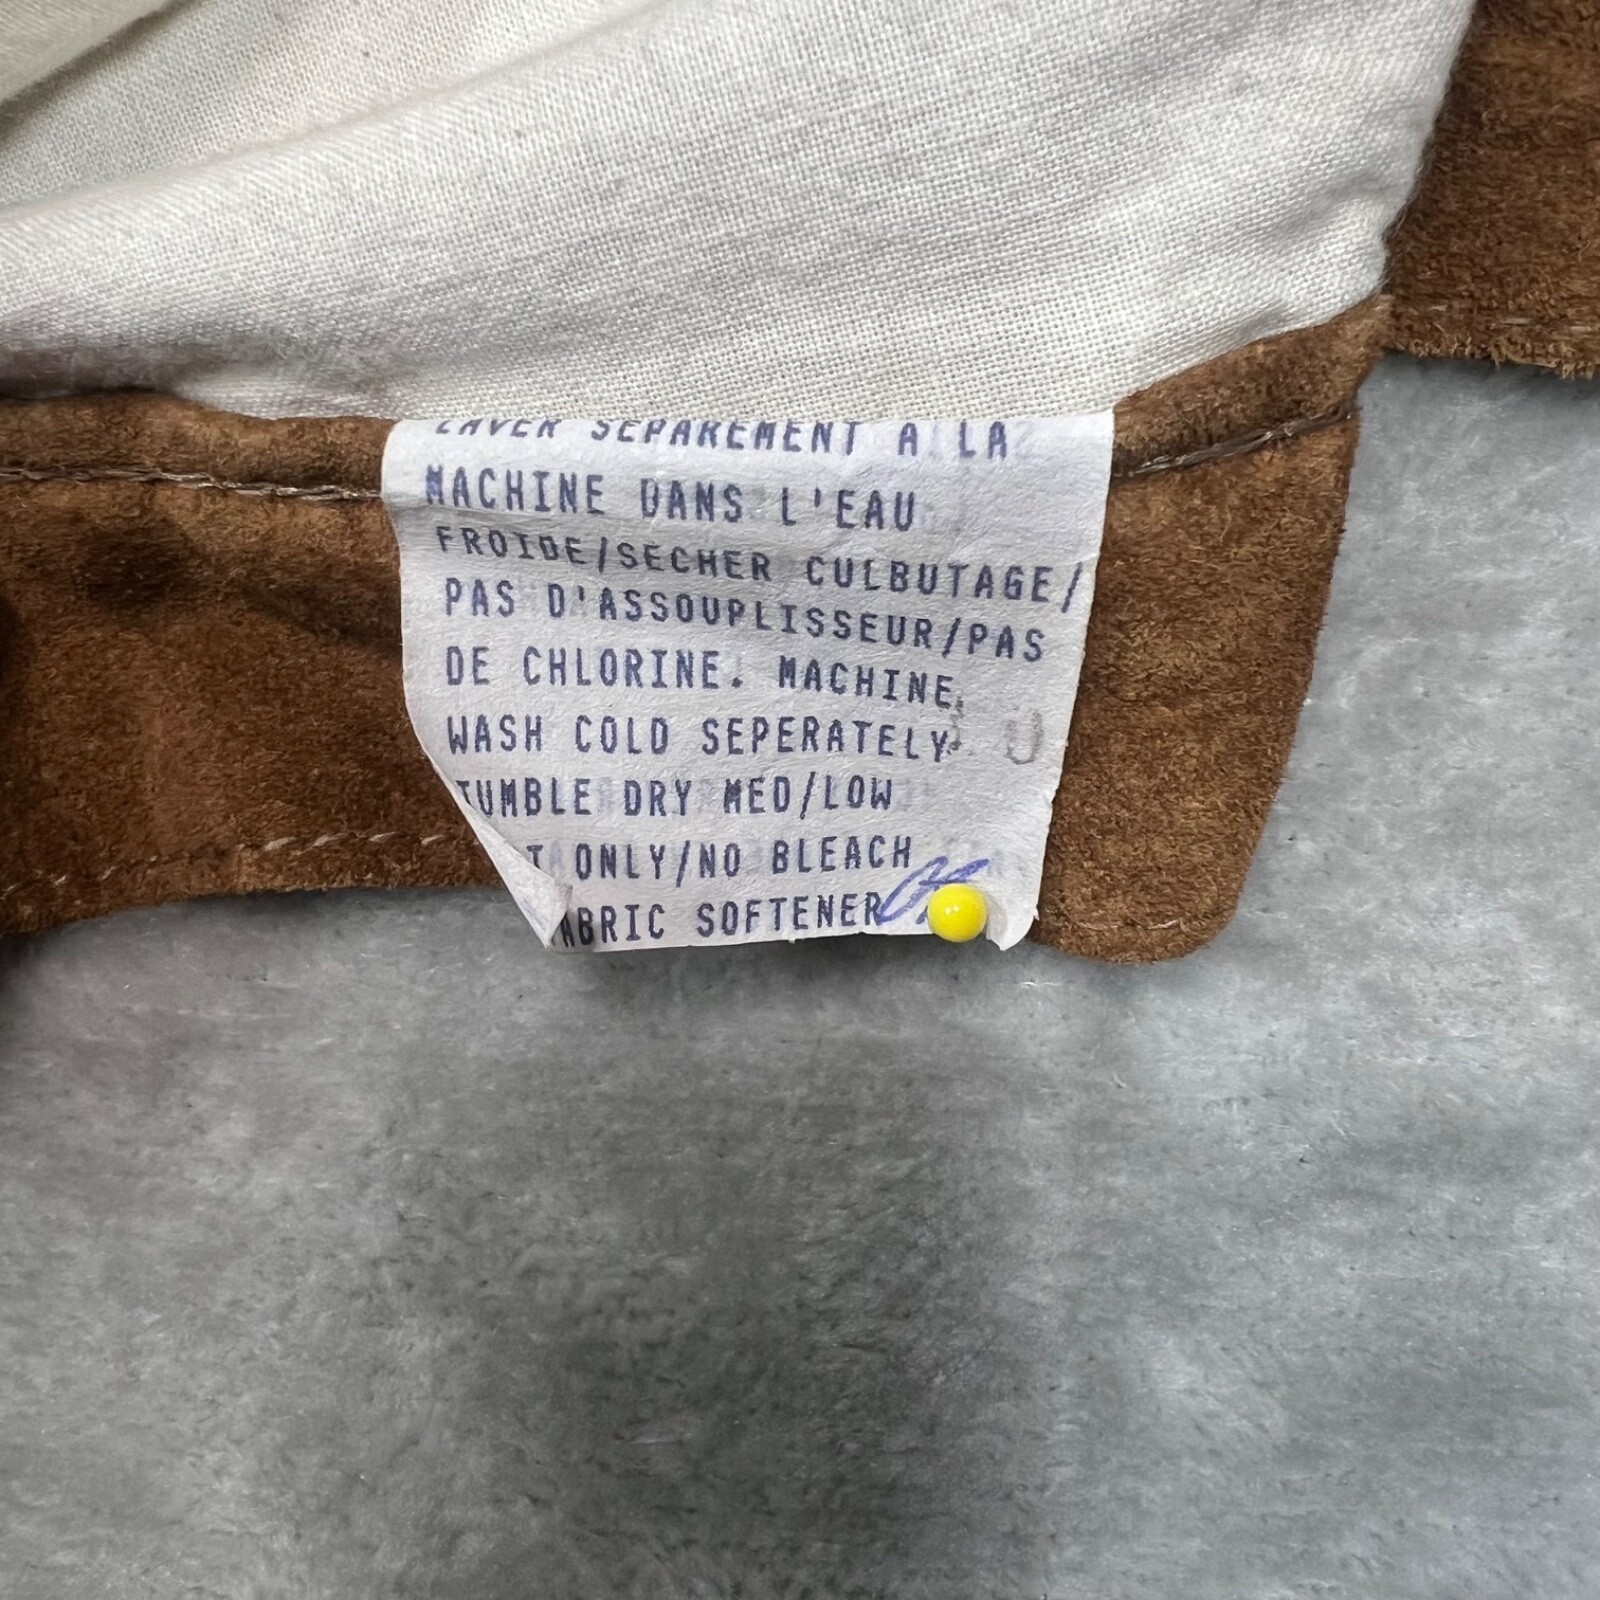 LAVER SEPAREMENT A LA
MACHINE DANS L'EAU
FROIDE/SECHER CULBUTAGE/
PAS D'ASSOUPLISSEUR/PAS
DE CHLORINE. MACHINE
WASH COLD SEPERATELY
TUMBLE DRY MED/LOW
ONLY/NO BLEACH
ABRIC SOFTENER